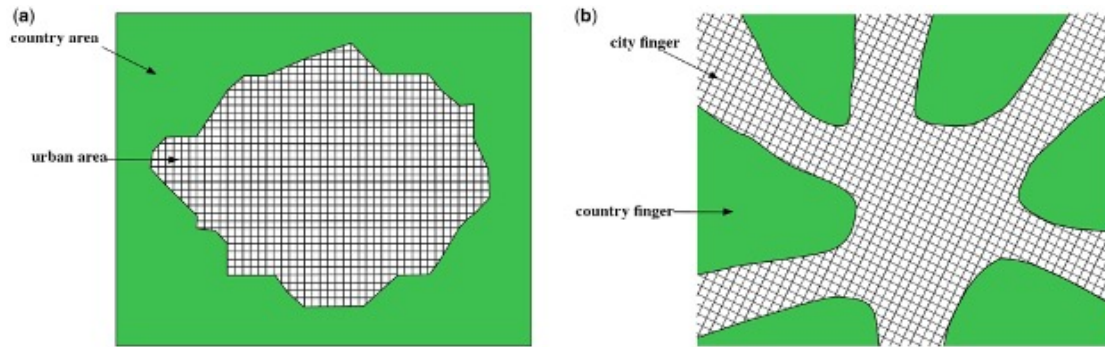 (a)
country area
urban area
(b)
city finger
country finger